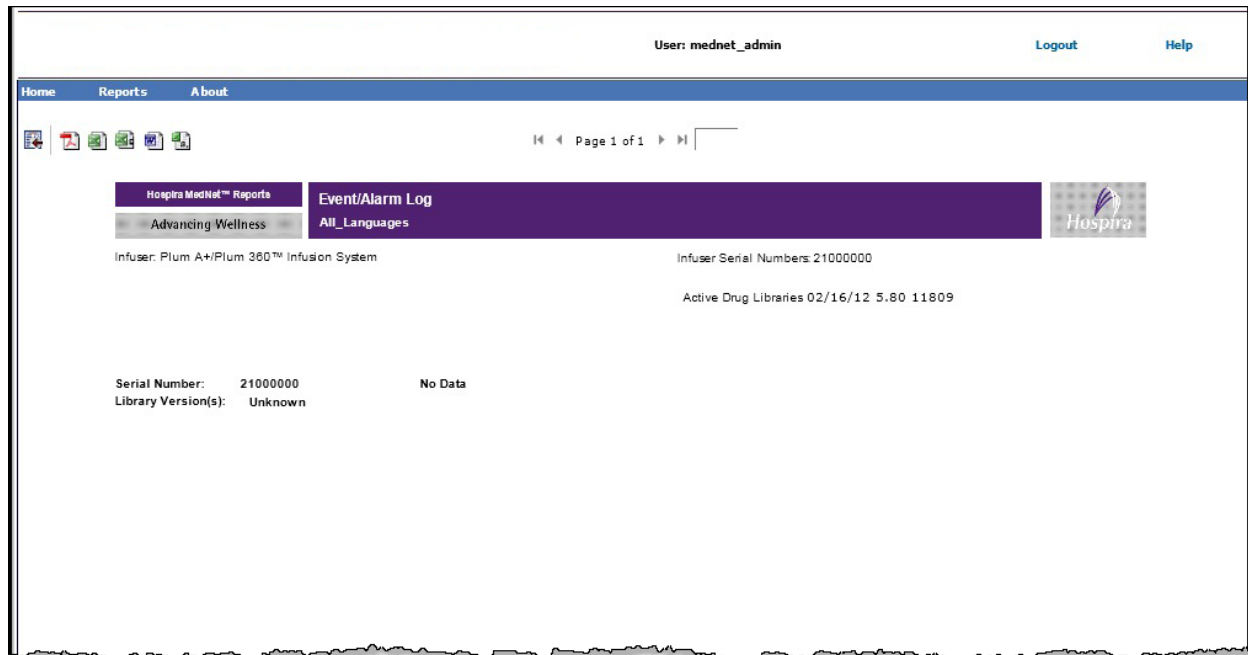 User: mednet_admin Logout Help
Home Reports About
Page 1 of 1
Hospira MedNet™ Reports
Advancing Wellness
Event/Alarm Log
All_Languages
Hospira
Infuser: Plum A+/Plum 360™ Infusion System
Infuser Serial Numbers: 21000000
Active Drug Libraries 02/16/12 5.80 11809
Serial Number: 21000000 No Data
Library Version(s): Unknown